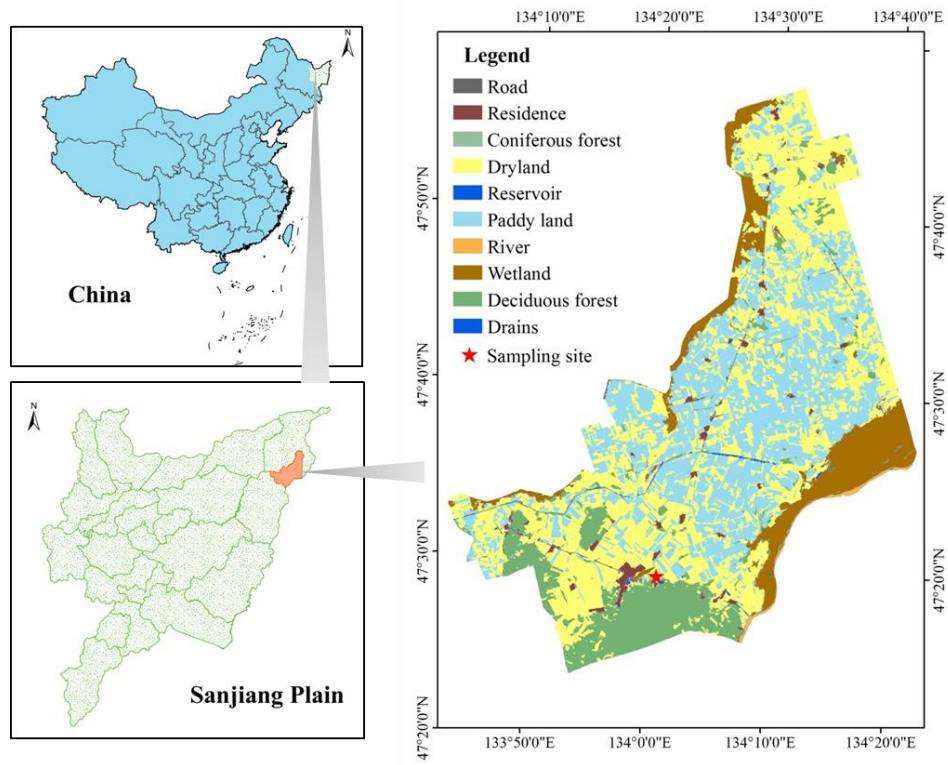 N
China
N
Sanjiang Plain
134°10'0"E
134°20'0"E
134°30'0"E
134°40'0"E
Legend
Road
Residence
Coniferous forest
Dryland
Reservoir
Paddy land
River
Wetland
Deciduous forest
Drains
Sampling site
47°50'0"N
47°40'0"N
47°30'0"N
47°20'0"N
47°40'0"N
47°30'0"N
47°20'0"N
133°50'0"E
134°0'0"E
134°10'0"E
134°20'0"E